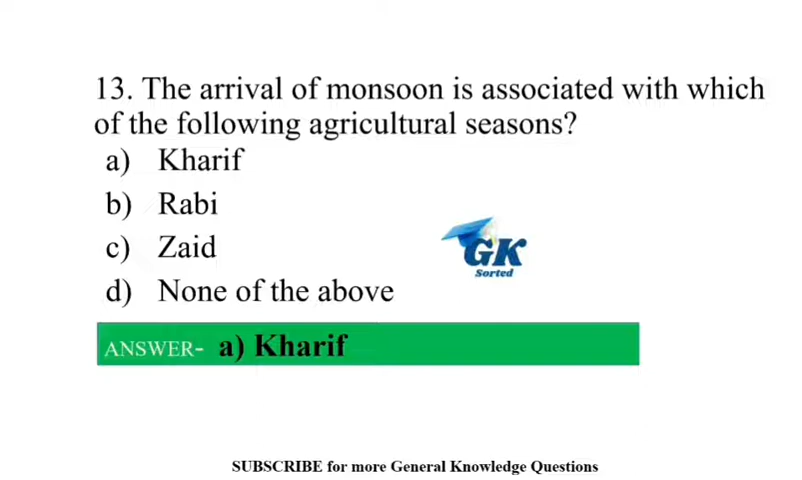 13. The arrival of monsoon is associated with which
of the following agricultural seasons?
a) Kharif
b) Rabi
c) Zaid
d) None of the above
GK
Sorted
ANSWER- a) Kharif
SUBSCRIBE for more General Knowledge Questions